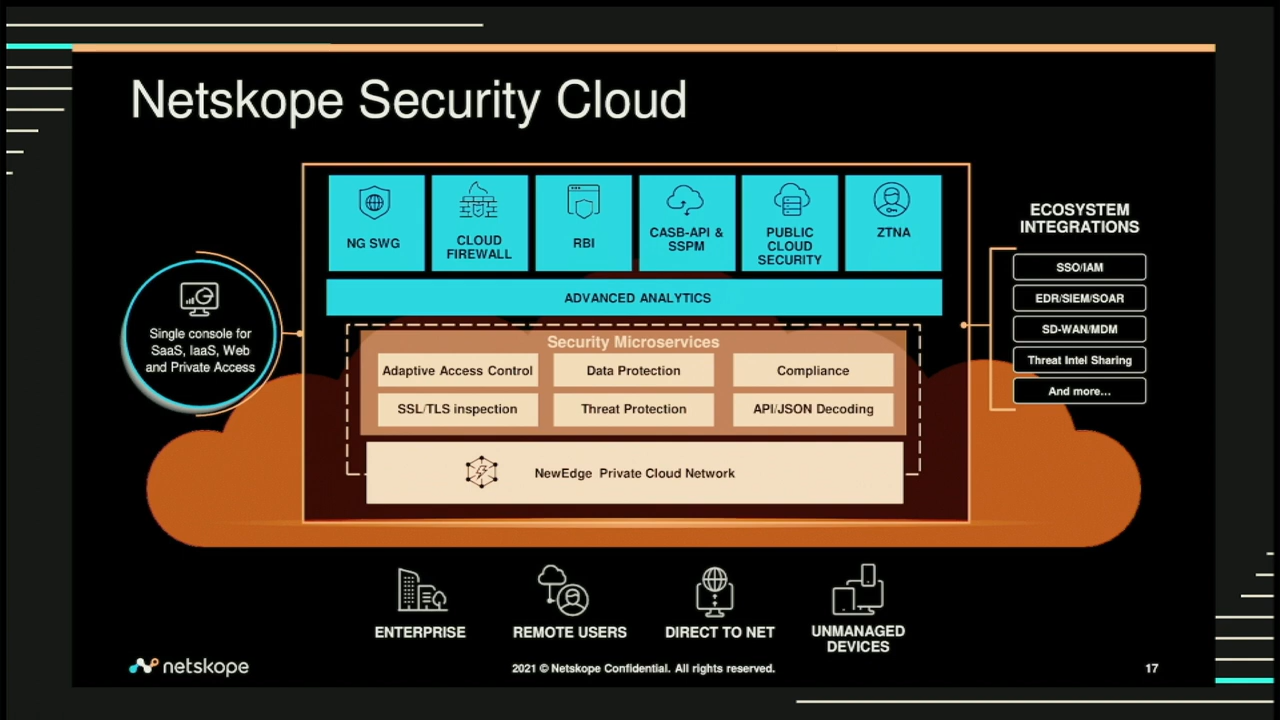 Netskope Security Cloud
NG SWG
CLOUD
FIREWALL
RBI
CASB-API &
SSPM
PUBLIC
CLOUD
SECURITY
ZTNA
ADVANCED ANALYTICS
Single console for
SaaS, IaaS, Web
and Private Access
Security Microservices
Adaptive Access Control
Data Protection
Compliance
SSL/TLS inspection
Threat Protection
API/JSON Decoding
NewEdge Private Cloud Network
ECOSYSTEM
INTEGRATIONS
SSO/IAM
EDR/SIEM/SOAR
SD-WAN/MDM
Threat Intel Sharing
And more...
ENTERPRISE
REMOTE USERS
DIRECT TO NET
UNMANAGED
DEVICES
netskope
2021 © Netskope Confidential. All rights reserved.
17